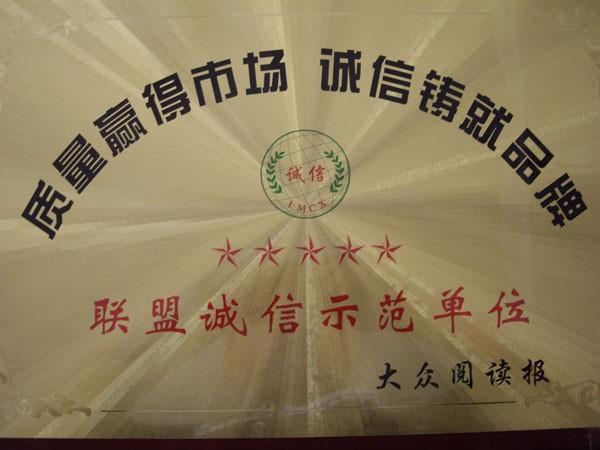 质量赢得市场 诚信铸就品牌
诚信
LMCX
联盟诚信示范单位
大众阅读报